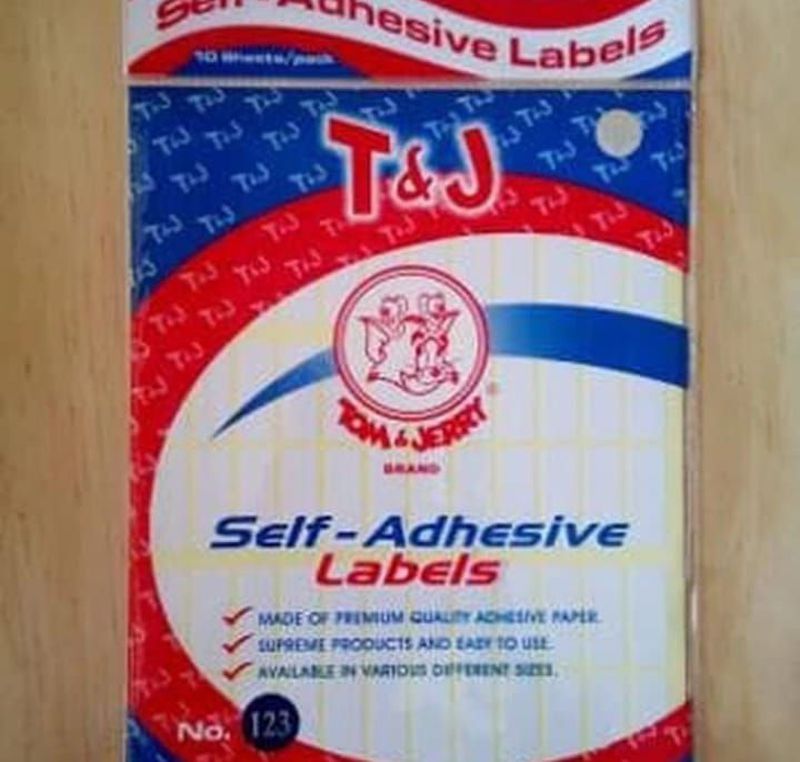 Self-Adhesive Labels
10 Sheets/pack
T&J
TOM & JERRY
BRAND
Self-Adhesive
Labels
MADE OF PREMIUM QUALITY ADHESIVE PAPER.
SUPREME PRODUCTS AND EASY TO USE.
AVAILABLE IN VARIOUS DIFFERENT SIZES.
No. 123